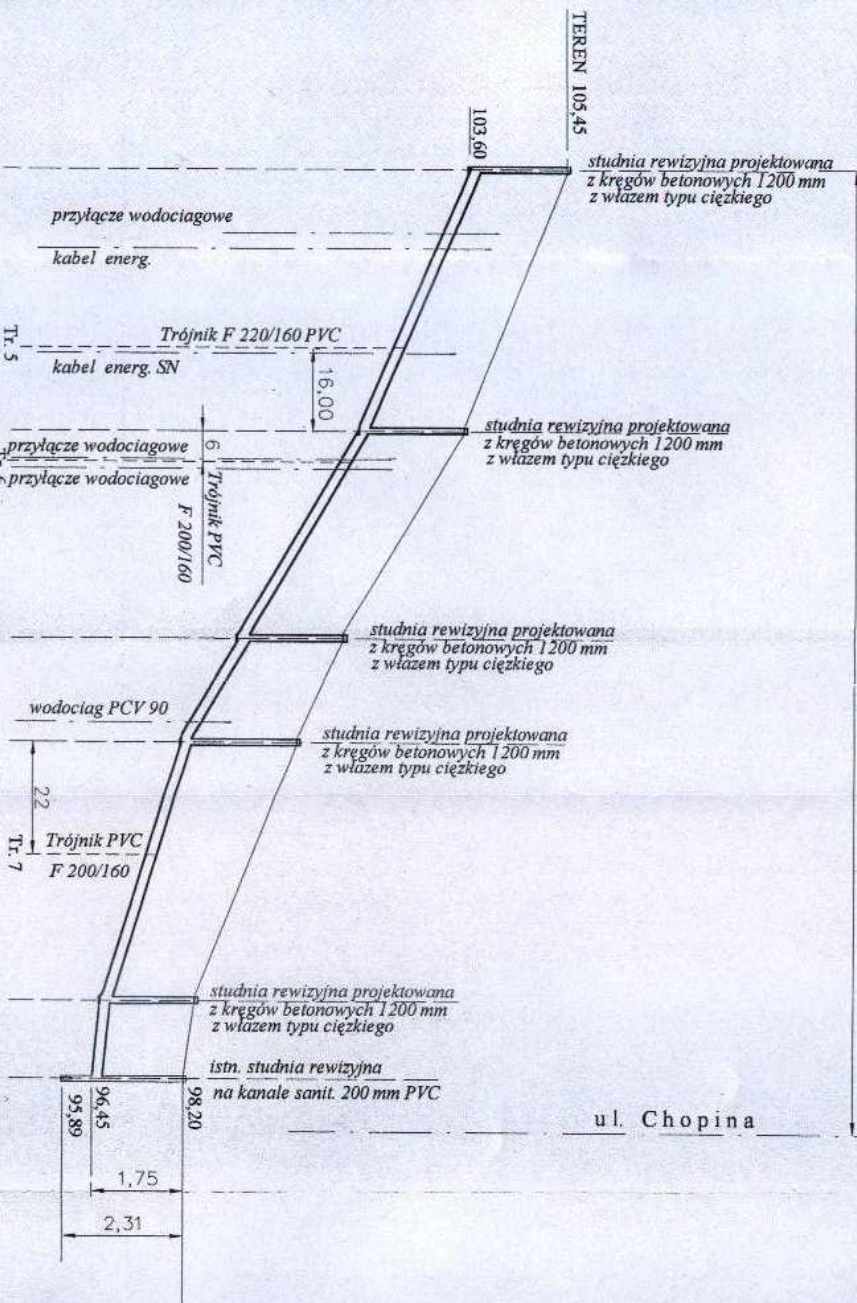 TEREN 105,45
103,60
studnia rewizyjna projektowana
z kręgów betonowych 1200 mm
z włazem typu ciężkiego
przyłącze wodociagowe
kabel energ.
Trójnik F 220/160 PVC
Tr. 5
kabel energ. SN
16,00
studnia rewizyjna projektowana
z kręgów betonowych 1200 mm
z włazem typu ciężkiego
przyłącze wodociagowe
6
przyłącze wodociagowe
Trójnik PVC
F 200/160
studnia rewizyjna projektowana
z kręgów betonowych 1200 mm
z włazem typu ciężkiego
wodociag PCV 90
studnia rewizyjna projektowana
z kręgów betonowych 1200 mm
z włazem typu ciężkiego
22
Trójnik PVC
F 200/160
Tr. 7
studnia rewizyjna projektowana
z kręgów betonowych 1200 mm
z włazem typu ciężkiego
istn. studnia rewizyjna
na kanale sanit. 200 mm PVC
98,20
96,45
95,89
ul. Chopina
1,75
2,31